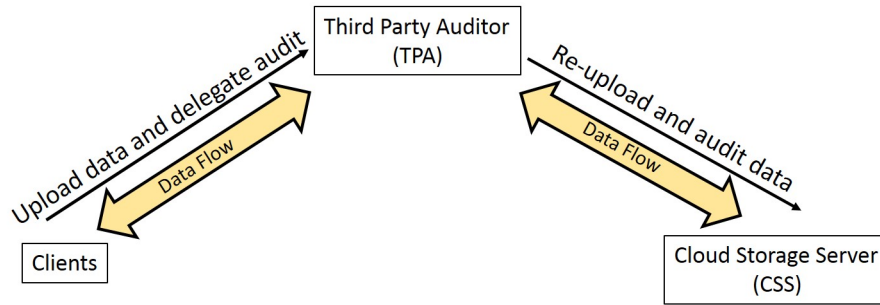 Third Party Auditor
(TPA)
Upload data and delegate audit
Data Flow
Re-upload and audit data
Data Flow
Clients
Cloud Storage Server
(CSS)